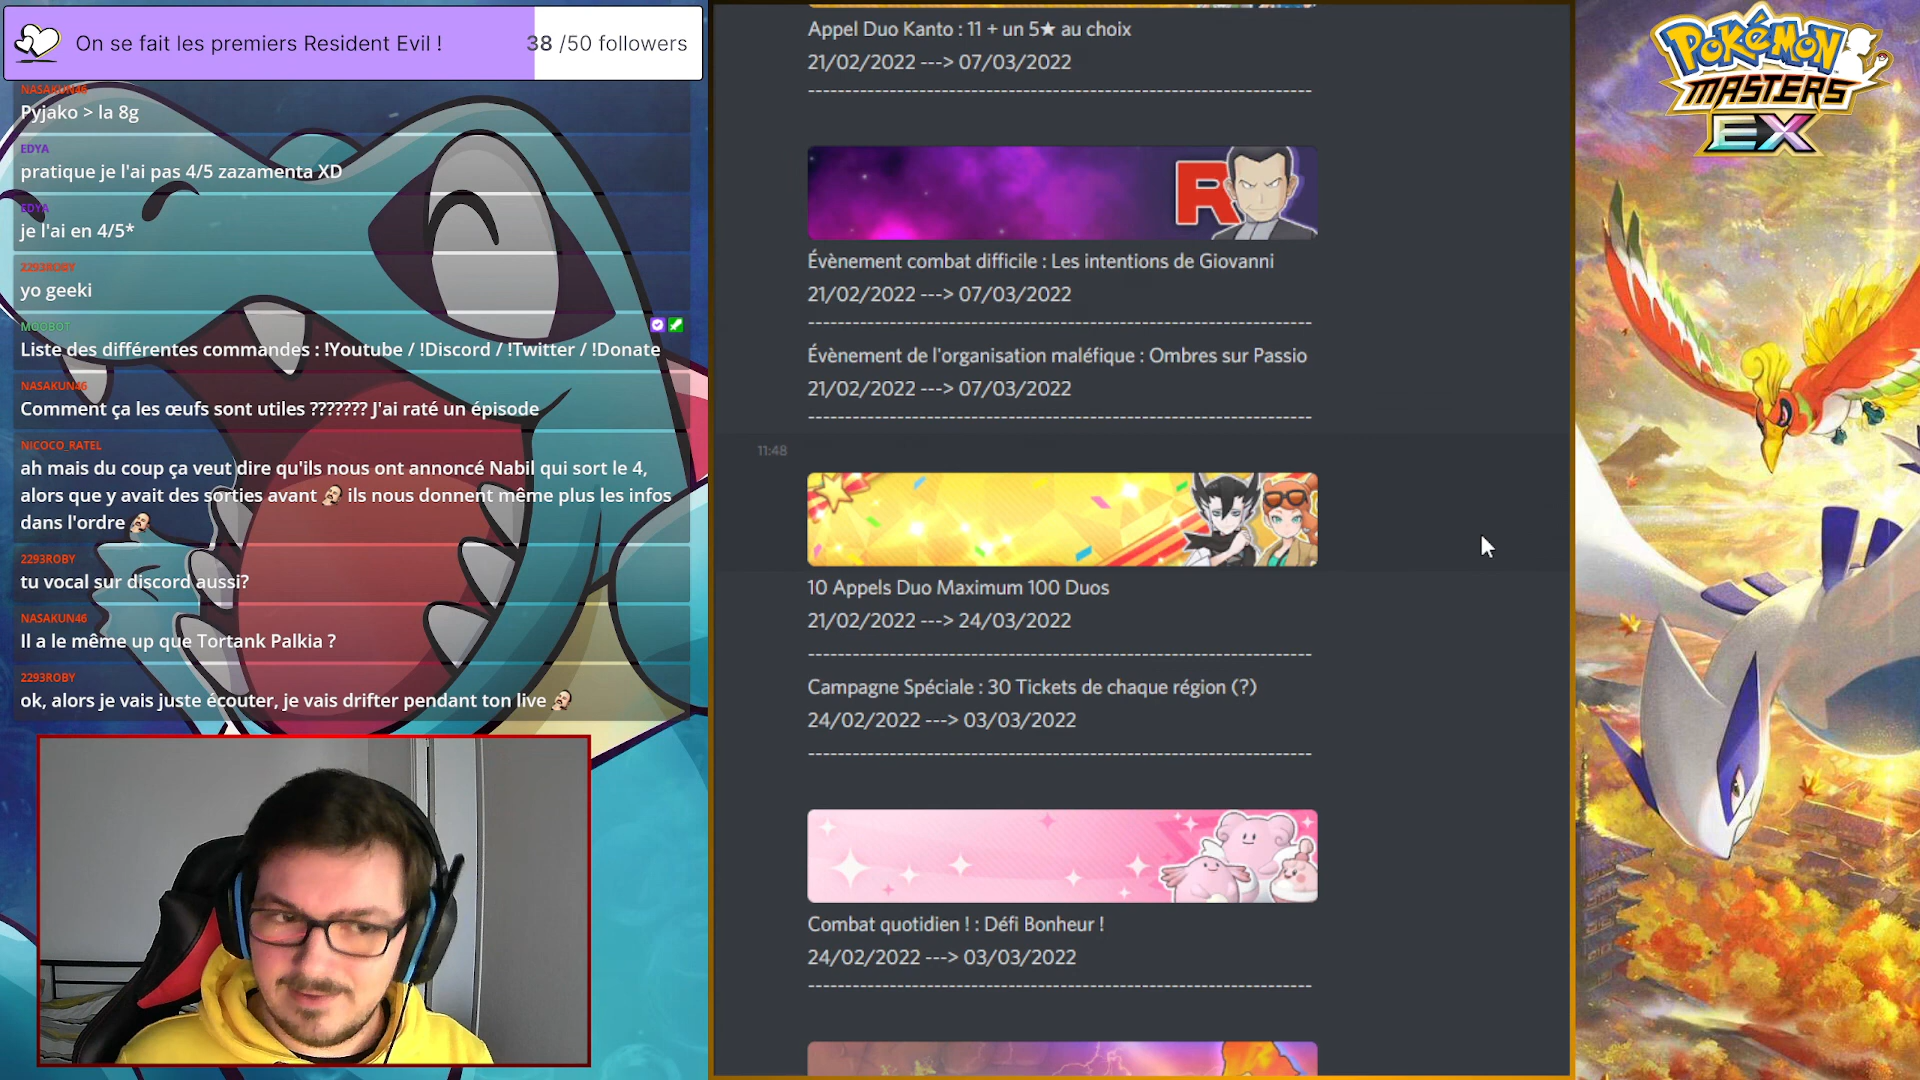 On se fait les premiers Resident Evil !
38 /50 followers
NASAKUN46
Pyjako > la 8g
EDYA
pratique je l'ai pas 4/5 zazamenta XD
EDYA
je l'ai en 4/5*
2293ROBY
yo geeki
MOOBOT
Liste des différentes commandes : !Youtube / !Discord / !Twitter / !Donate
NASAKUN46
Comment ça les œufs sont utiles ??????? J'ai raté un épisode
NICOCO_RATEL
ah mais du coup ça veut dire qu'ils nous ont annoncé Nabil qui sort le 4,
alors que y avait des sorties avant ils nous donnent même plus les infos
dans l'ordre
2293ROBY
tu vocal sur discord aussi?
NASAKUN46
Il a le même up que Tortank Palkia ?
2293ROBY
ok, alors je vais juste écouter, je vais drifter pendant ton live
Appel Duo Kanto : 11 + un 5★ au choix
21/02/2022 ---> 07/03/2022
R
Évènement combat difficile : Les intentions de Giovanni
21/02/2022 ---> 07/03/2022
Évènement de l'organisation maléfique : Ombres sur Passio
21/02/2022 ---> 07/03/2022
11:48
10 Appels Duo Maximum 100 Duos
21/02/2022 ---> 24/03/2022
Campagne Spéciale : 30 Tickets de chaque région (?)
24/02/2022 ---> 03/03/2022
Combat quotidien ! : Défi Bonheur !
24/02/2022 ---> 03/03/2022
POKéMON
MASTERS
EX